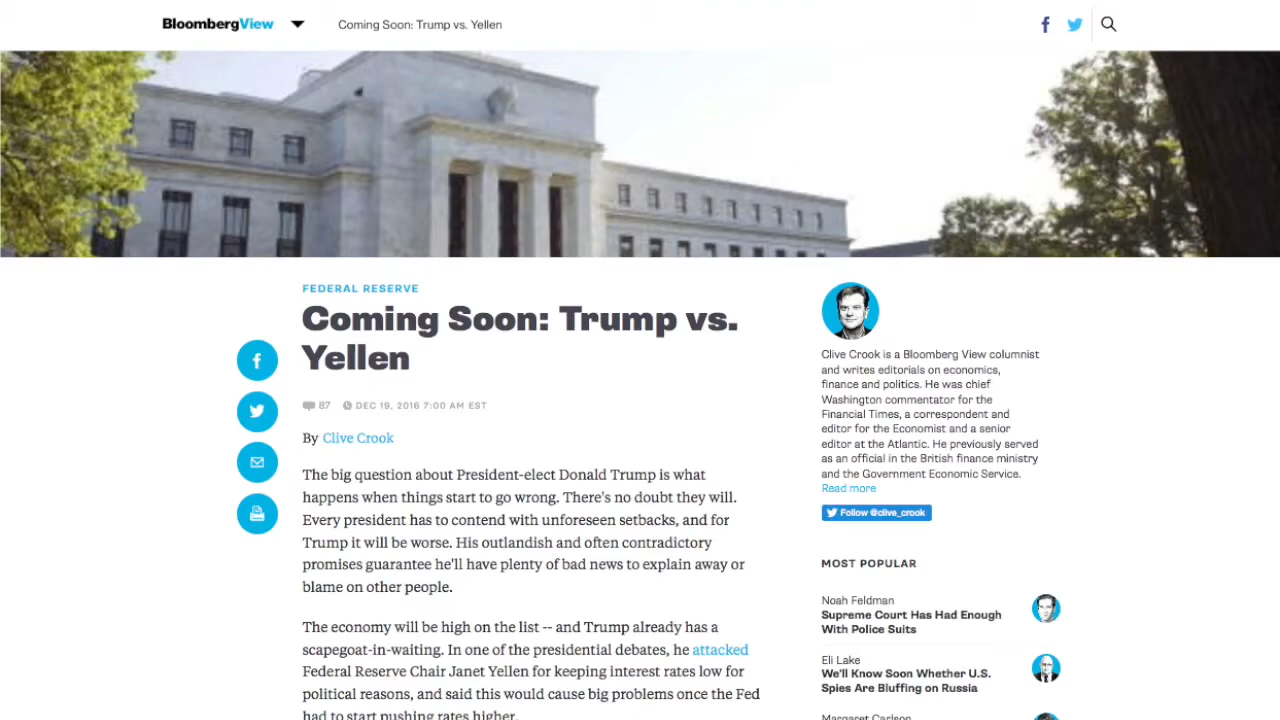 BloombergView
Coming Soon: Trump vs. Yellen
FEDERAL RESERVE
Coming Soon: Trump vs.
Yellen
87 DEC 19, 2016 7:00 AM EST
By Clive Crook
The big question about President-elect Donald Trump is what
happens when things start to go wrong. There's no doubt they will.
Every president has to contend with unforeseen setbacks, and for
Trump it will be worse. His outlandish and often contradictory
promises guarantee he'll have plenty of bad news to explain away or
blame on other people.
The economy will be high on the list -- and Trump already has a
scapegoat-in-waiting. In one of the presidential debates, he attacked
Federal Reserve Chair Janet Yellen for keeping interest rates low for
political reasons, and said this would cause big problems once the Fed
had to start pushing rates higher.
Clive Crook is a Bloomberg View columnist
and writes editorials on economics,
finance and politics. He was chief
Washington commentator for the
Financial Times, a correspondent and
editor for the Economist and a senior
editor at the Atlantic. He previously served
as an official in the British finance ministry
and the Government Economic Service.
Read more
Follow @clive_crook
MOST POPULAR
Noah Feldman
Supreme Court Has Had Enough
With Police Suits
Eli Lake
We'll Know Soon Whether U.S.
Spies Are Bluffing on Russia
Margaret Carlson